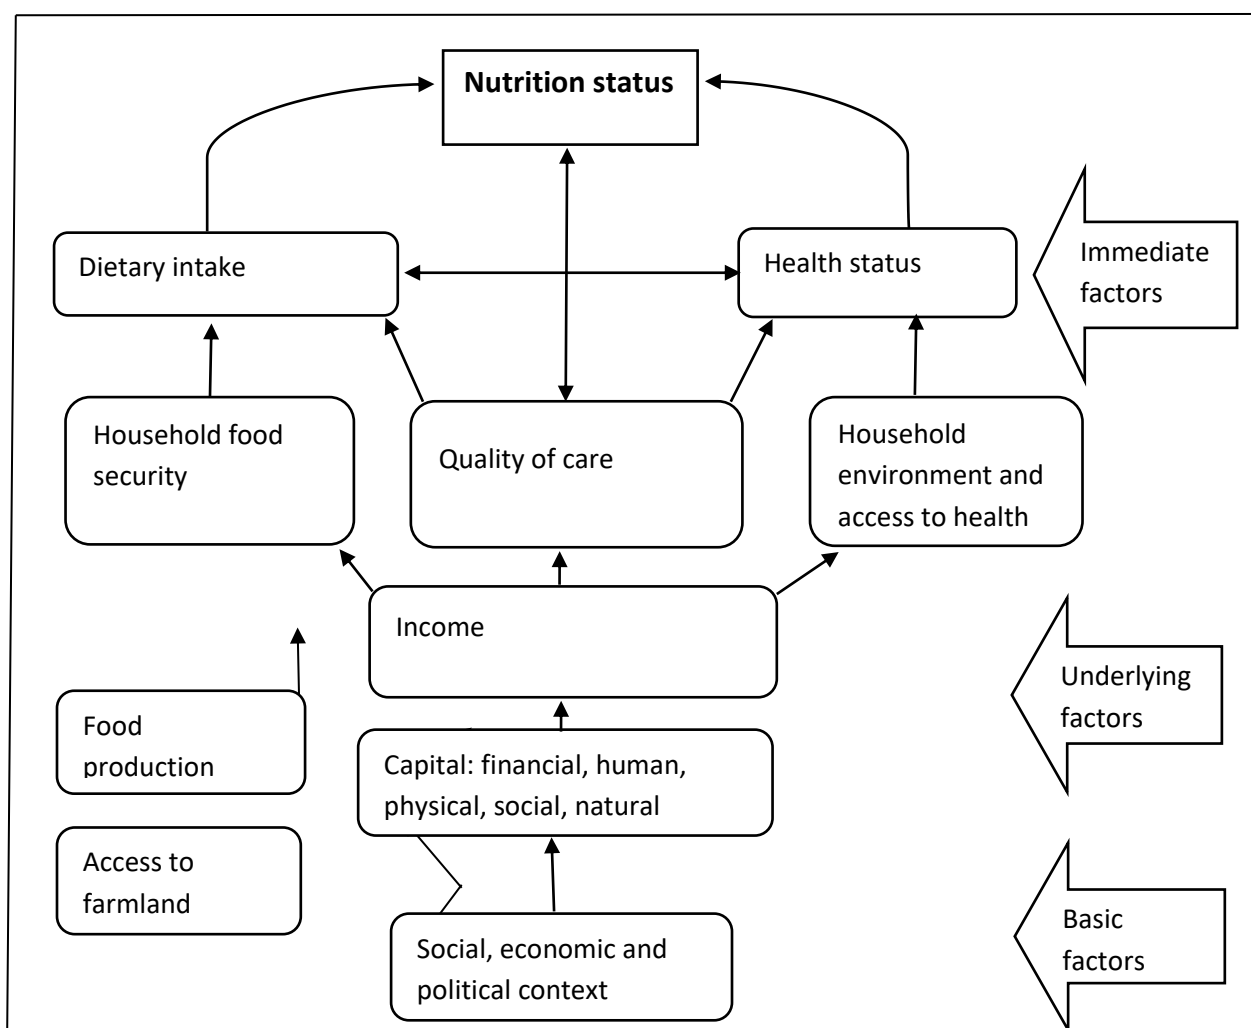 Nutrition status
Dietary intake
Health status
Immediate
factors
Household food
security
Quality of care
Household
environment and
access to health
Income
Underlying
factors
Food
production
Capital: financial, human,
physical, social, natural
Access to
farmland
Social, economic and
political context
Basic
factors